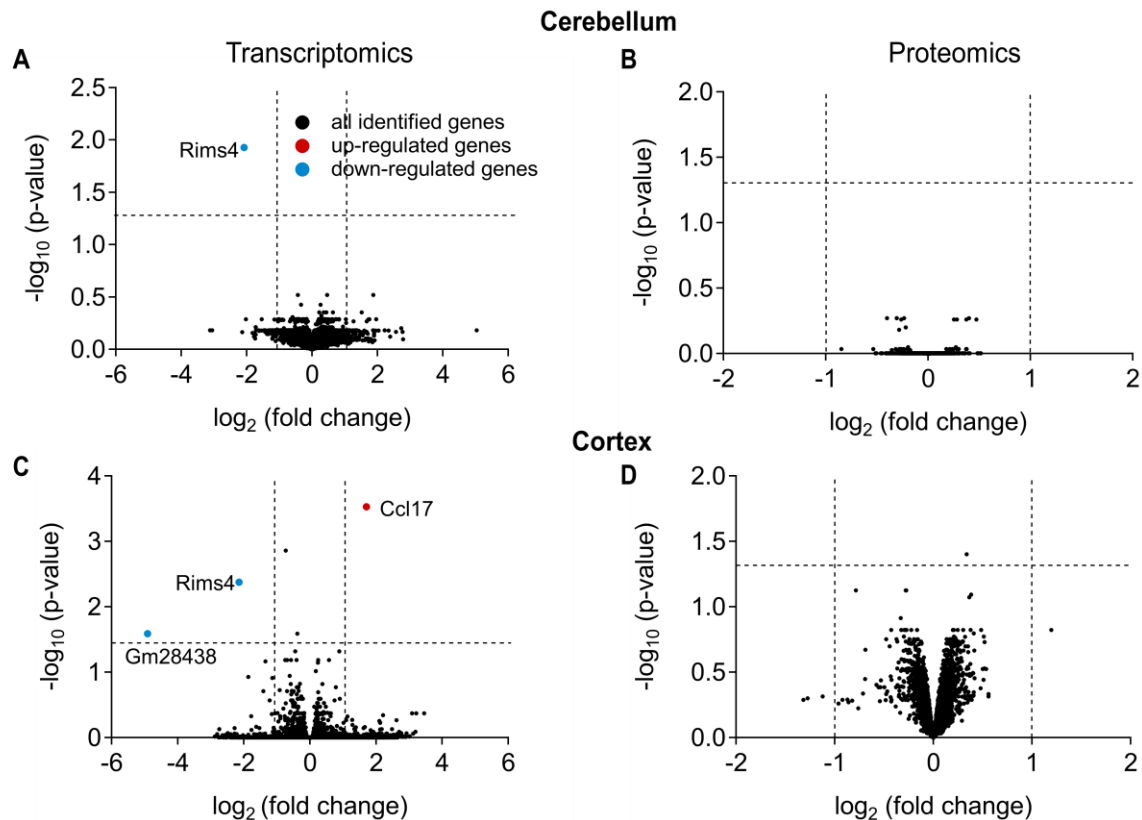 Cerebellum
A
Transcriptomics
2.5
2.0
1.5
1.0
0.5
0.0
-log10 (p-value)
all identified genes
up-regulated genes
down-regulated genes
Rims4
-6 -4 -2 0 2 4 6
log2 (fold change)
B
Proteomics
2.0
1.5
1.0
0.5
0.0
-log10 (p-value)
-2 -1 0 1 2
log2 (fold change)
Cortex
C
4
3
2
1
0
-log10 (p-value)
Ccl17
Rims4
Gm28438
-6 -4 -2 0 2 4 6
log2 (fold change)
D
2.0
1.5
1.0
0.5
0.0
-log10 (p-value)
-2 -1 0 1 2
log2 (fold change)